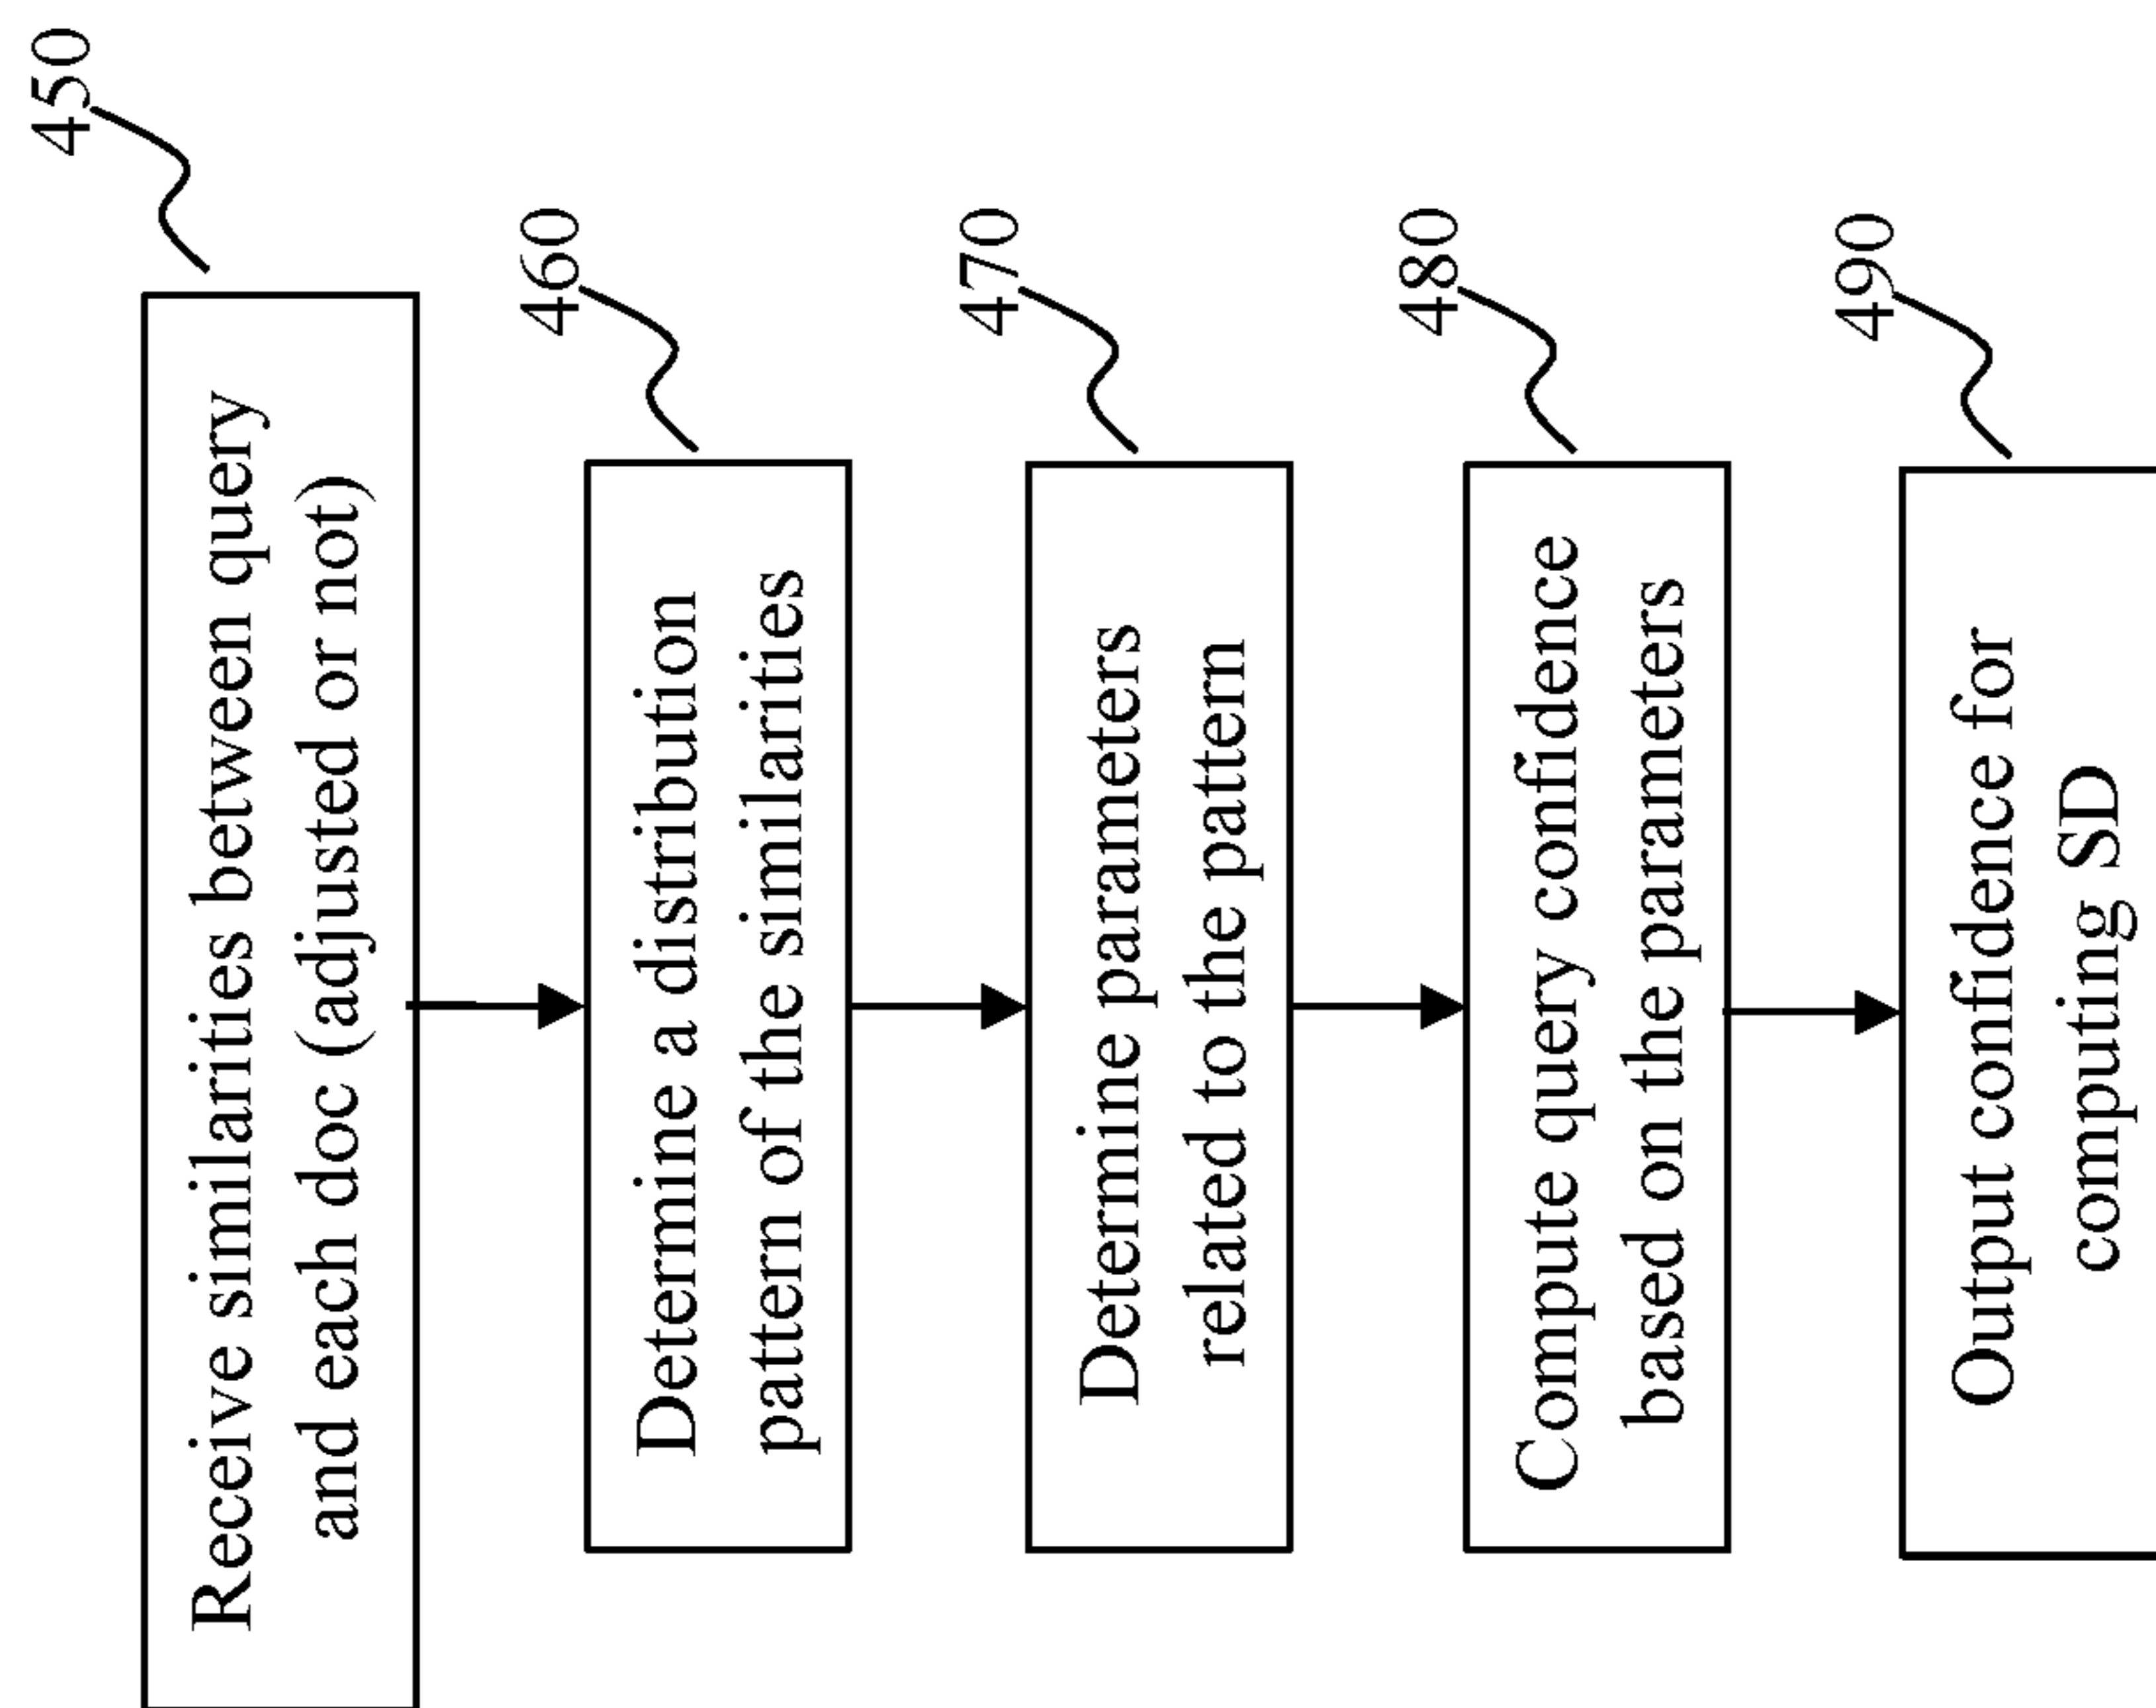 450
Receive similarities between query
and each doc (adjusted or not)
460
Determine a distribution
pattern of the similarities
470
Determine parameters
related to the pattern
480
Compute query confidence
based on the parameters
490
Output confidence for
computing SD